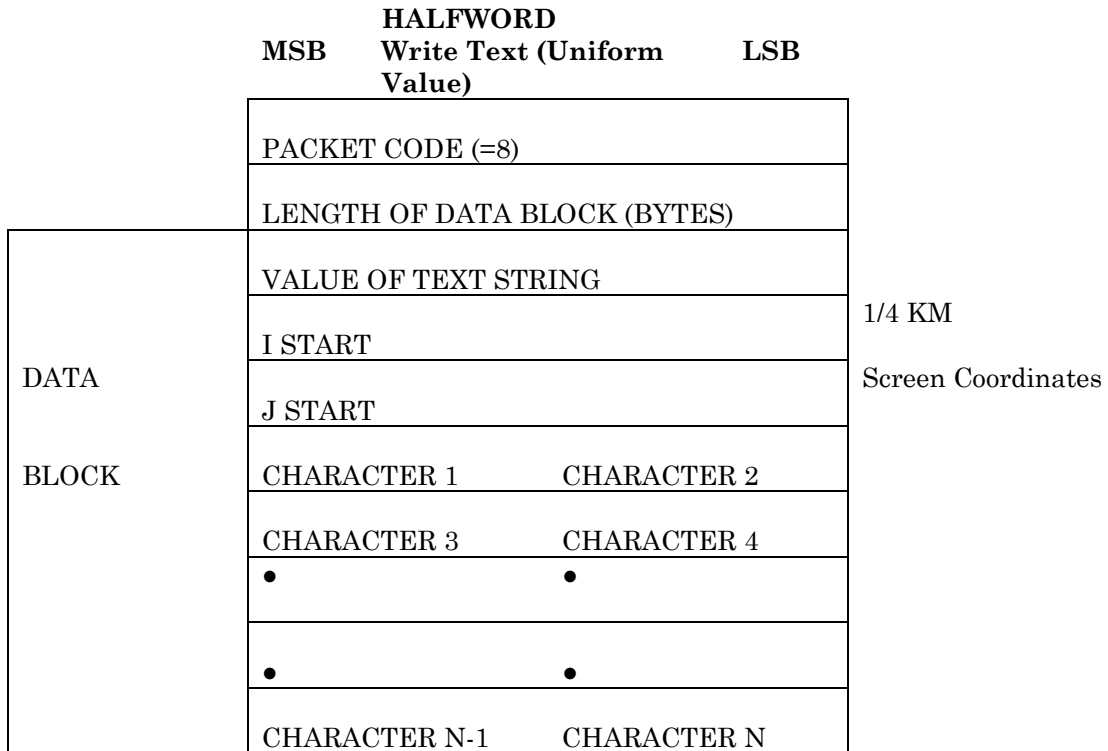 HALFWORD
MSB Write Text (Uniform Value) LSB
PACKET CODE (=8)
LENGTH OF DATA BLOCK (BYTES)
VALUE OF TEXT STRING
1/4 KM
I START
DATA Screen Coordinates
J START
BLOCK CHARACTER 1 CHARACTER 2
CHARACTER 3 CHARACTER 4
● ●
● ●
CHARACTER N-1 CHARACTER N